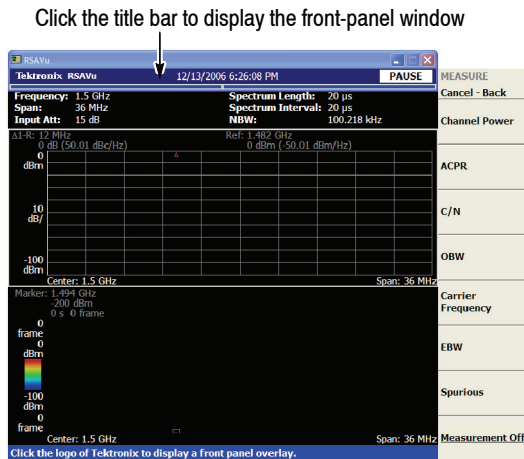 Click the title bar to display the front-panel window
RSAVu
Tektronix RSAVu 12/13/2006 6:26:08 PM PAUSE
MEASURE
Cancel - Back
Frequency: 1.5 GHz Spectrum Length: 20 µs
Span: 36 MHz Spectrum Interval: 20 µs
Input Att: 15 dB NBW: 100.218 kHz
Channel Power
Δ1-R: 12 MHz Ref: 1.482 GHz
0 dB (50.01 dBc/Hz) 0 dBm (-50.01 dBm/Hz)
0
dBm
ACPR
10
dB/
C/N
-100
dBm
OBW
Center: 1.5 GHz Span: 36 MHz
Marker: 1.494 GHz
-200 dBm
0 s 0 frame
Carrier
Frequency
0
frame
0
dBm
EBW
-100
dBm
Spurious
0
frame
Center: 1.5 GHz Span: 36 MHz
Measurement Off
Click the logo of Tektronix to display a front panel overlay.